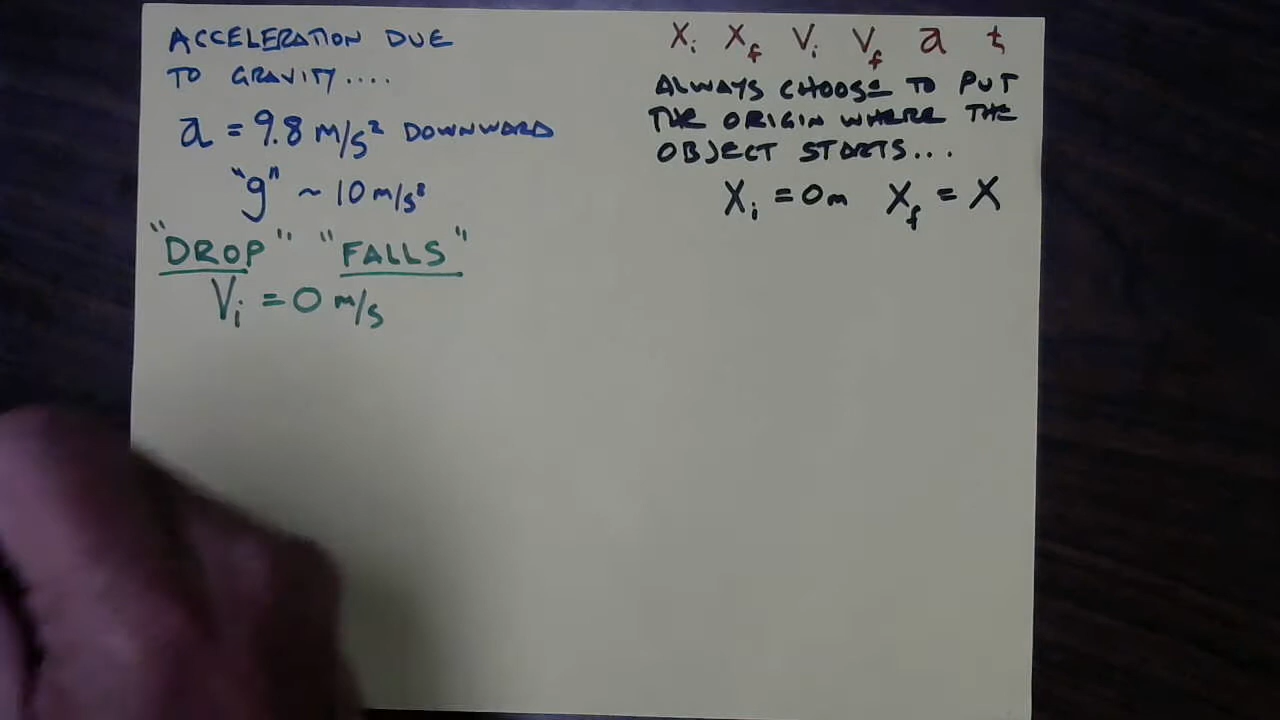 ACCELERATION DUE
TO GRAVITY....
a = 9.8 m/s² DOWNWARD
"g" ~ 10 m/s²
"DROP" "FALLS"
Vi = 0 m/s
Xi Xf Vi Vf a t
ALWAYS CHOOSE TO PUT
THE ORIGIN WHERE THE
OBJECT STARTS...
Xi = 0m Xf = X